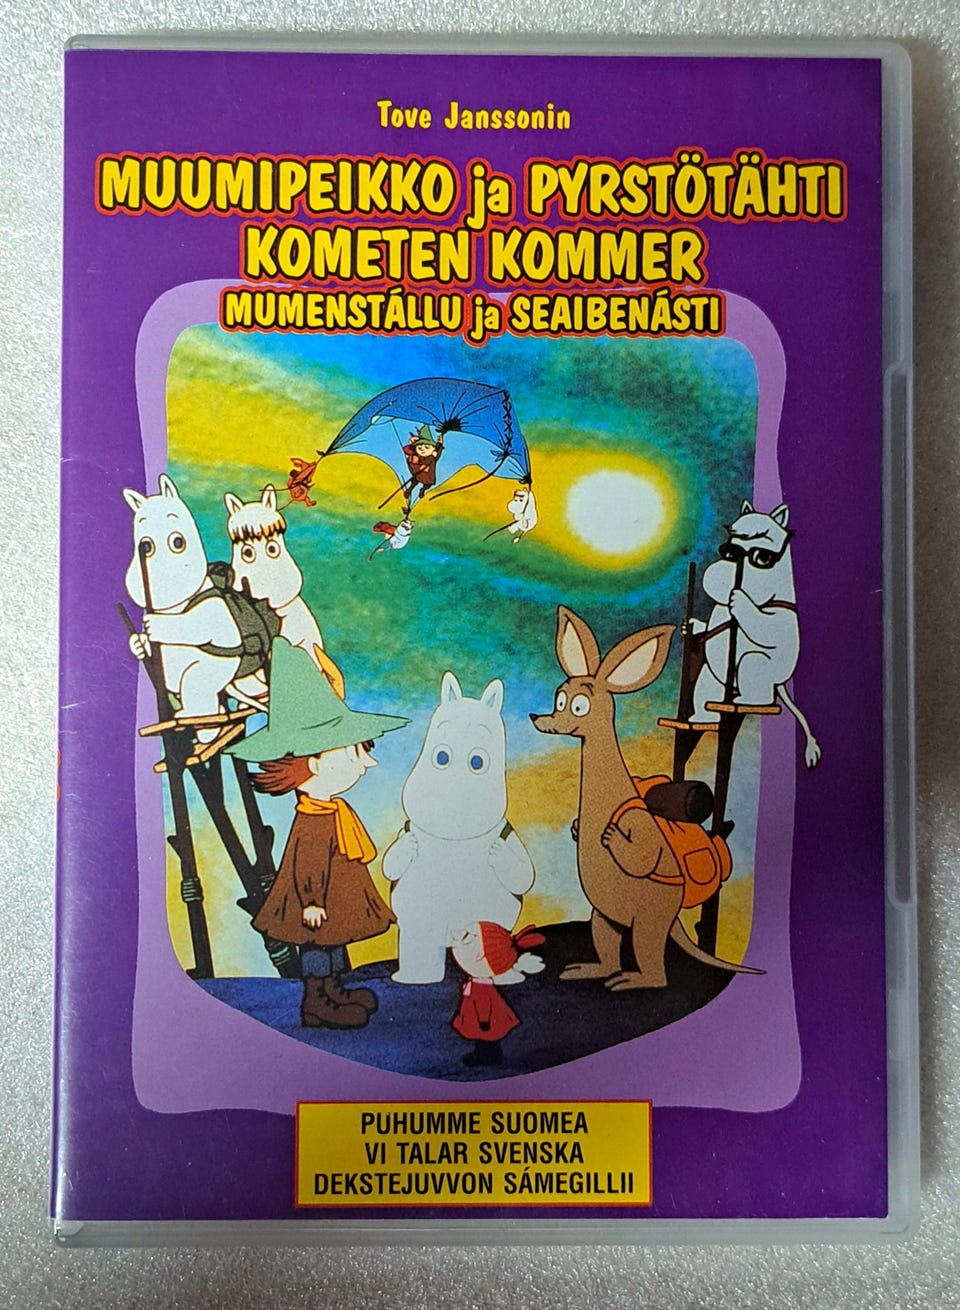 Tove Janssonin
MUUMIPEIKKO ja PYRSTÖTÄHTI
KOMETEN KOMMER
MUMENSTÁLLU ja SEAIBENÁSTI
PUHUMME SUOMEA
VI TALAR SVENSKA
DEKSTEJUVVON SÁMEGILLII